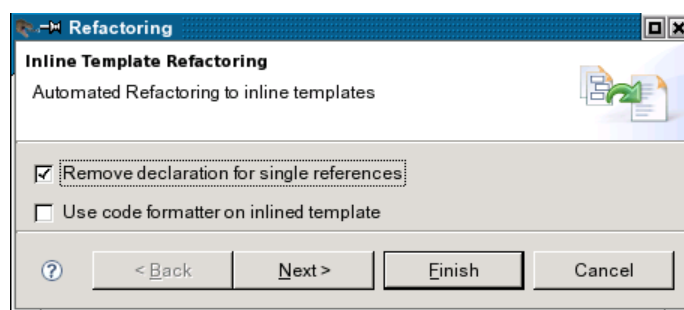 Refactoring
Inline Template Refactoring
Automated Refactoring to inline templates
Remove declaration for single references
Use code formatter on inlined template
? < Back Next > Finish Cancel